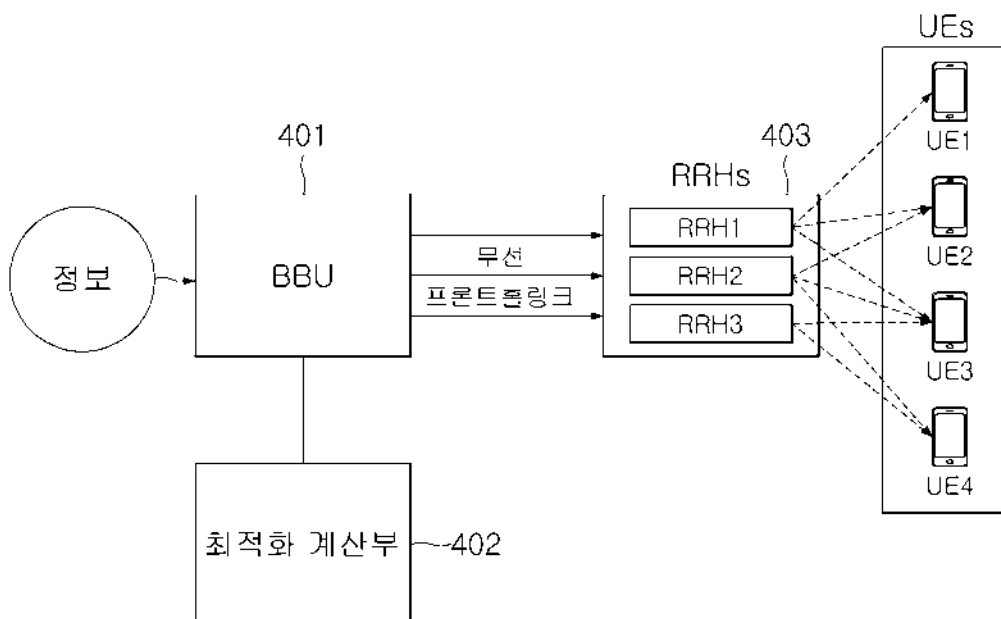 UEs
401
403
RRHs
UE1
RRH1
정보
BBU
무선
RRH2
UE2
프론트홀링크
RRH3
UE3
UE4
최적화 계산부
402